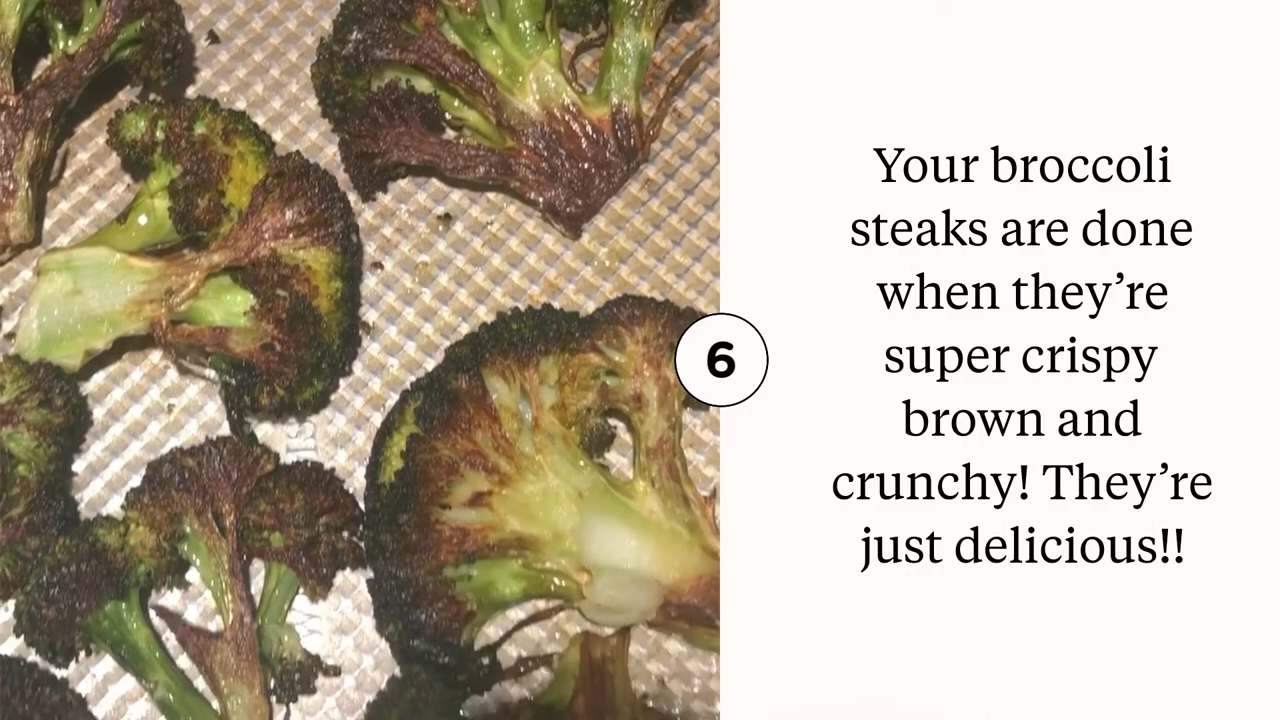 Your broccoli
steaks are done
when they’re
super crispy
brown and
crunchy! They’re
just delicious!!
6